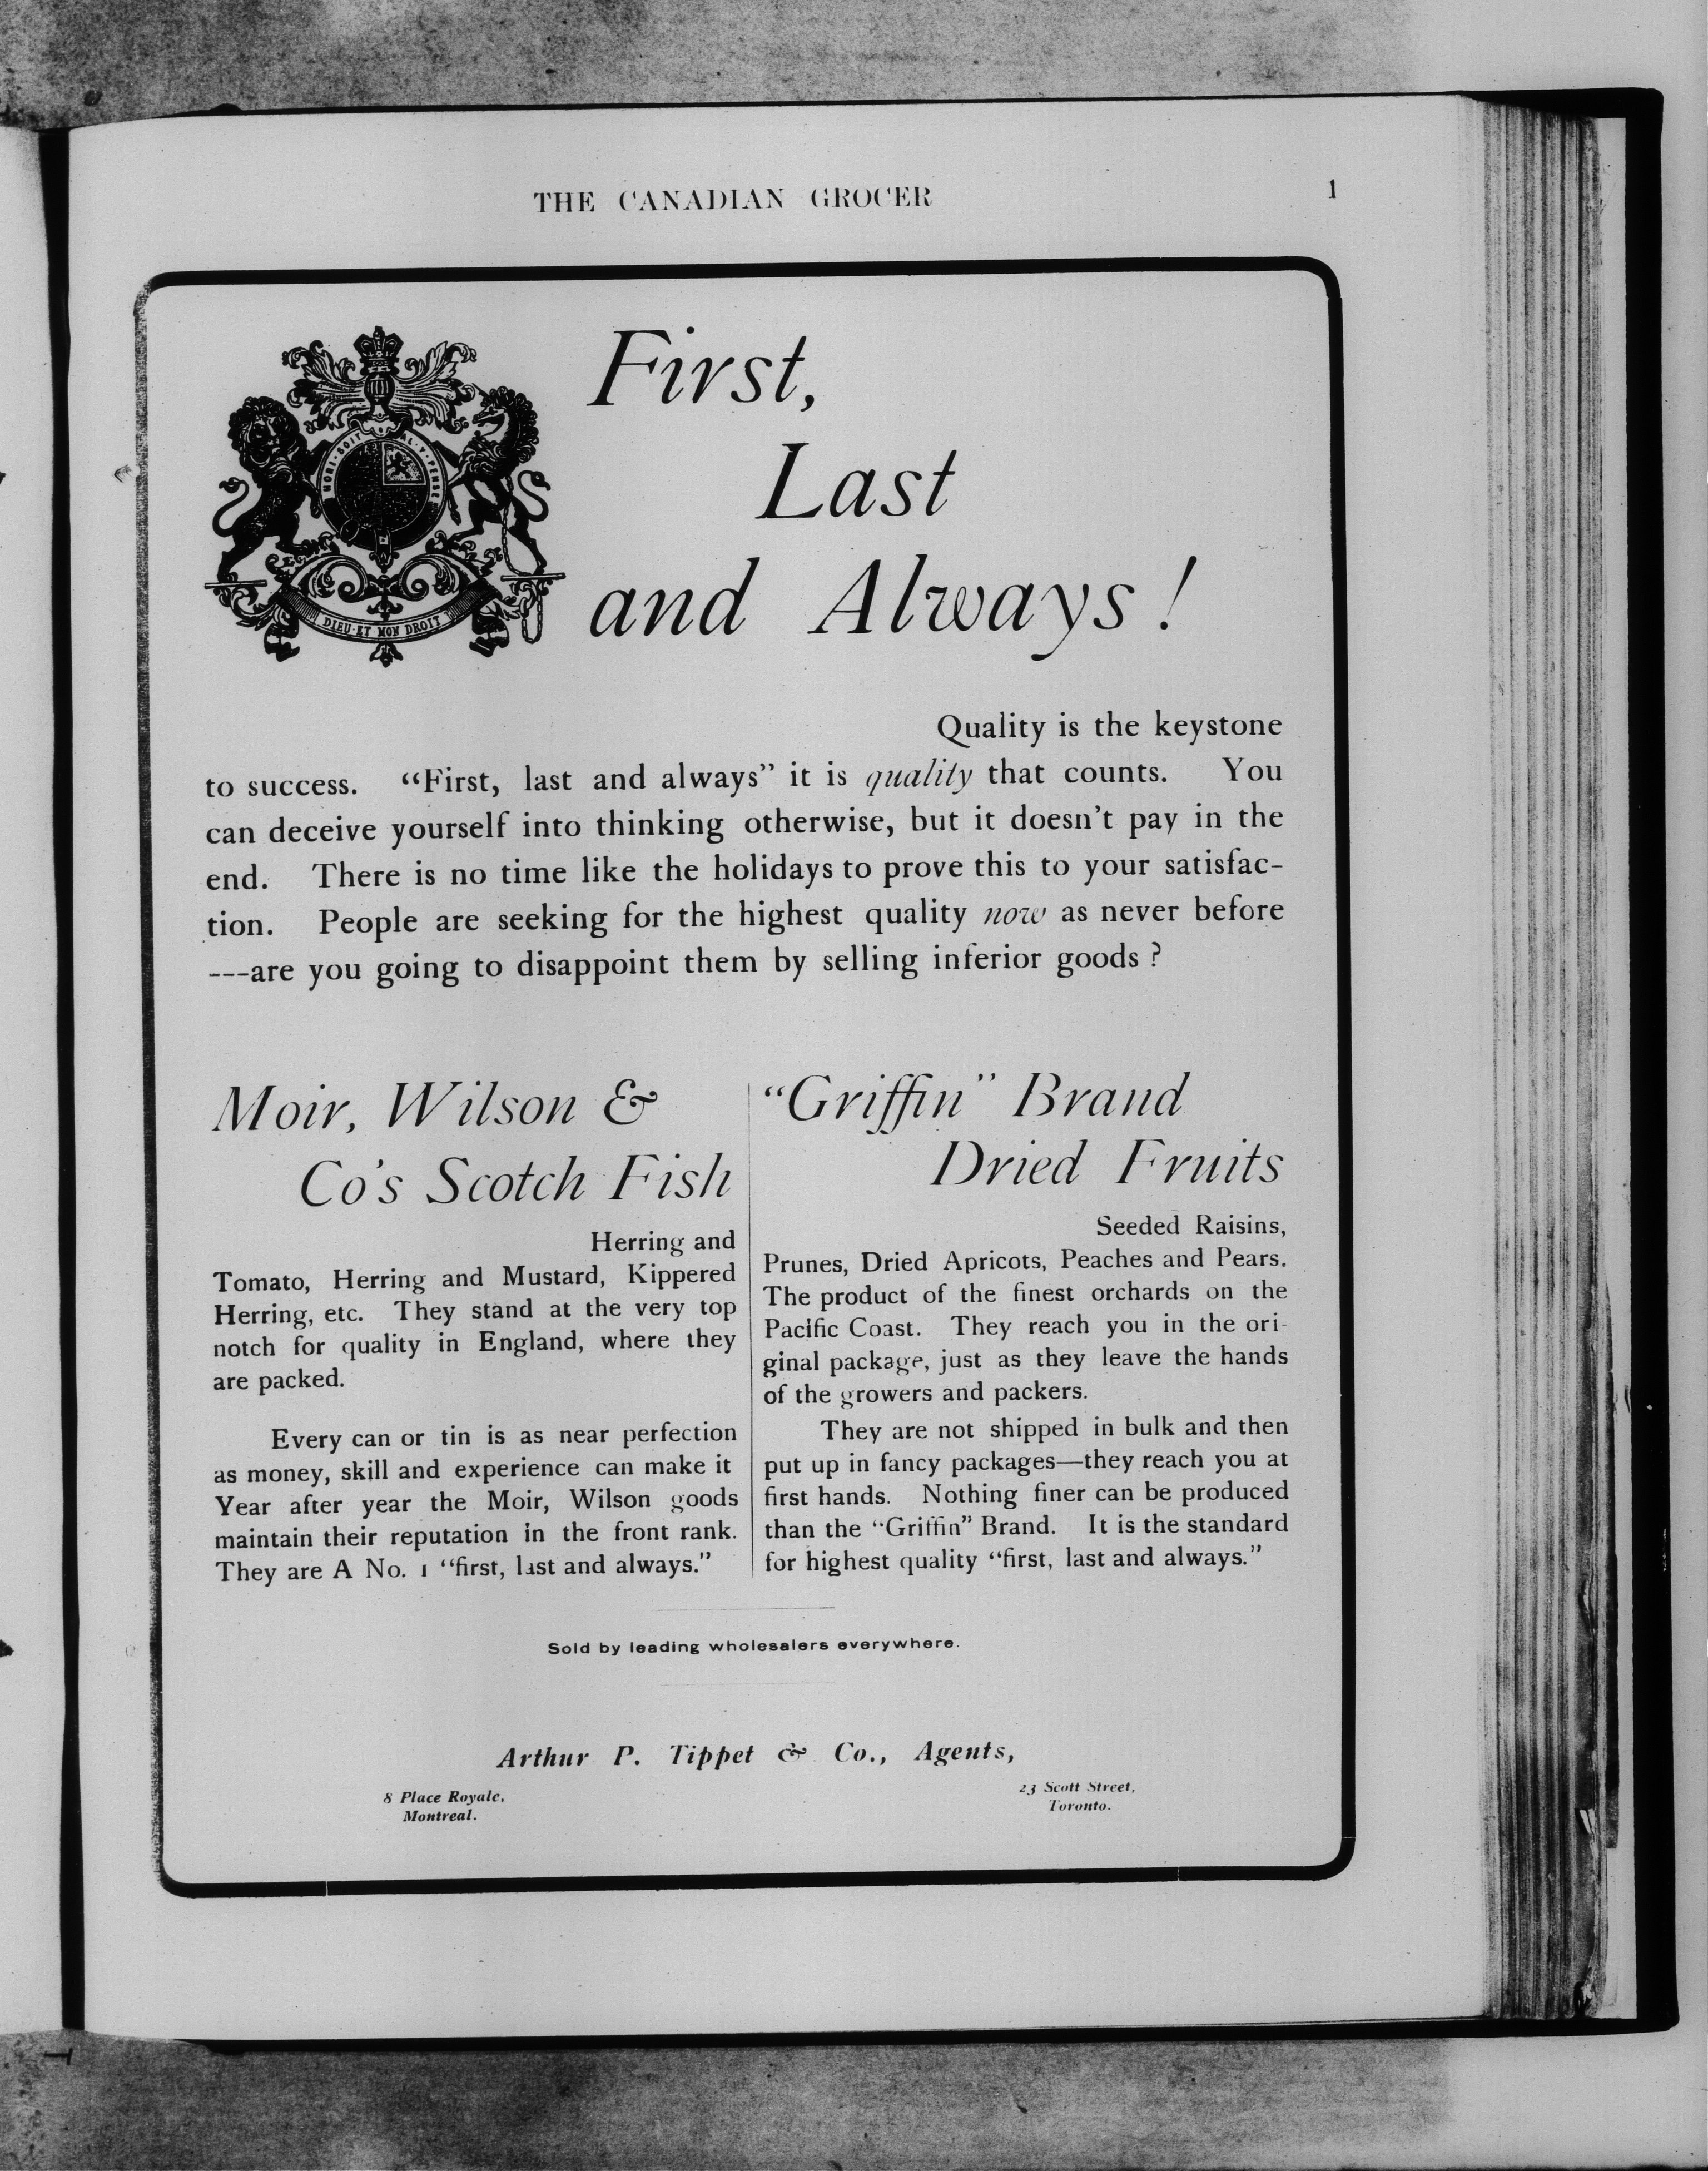 THE CANADIAN GROCER
1
First,
Last
and Always!
HONI·SOIT
MAL·Y·PENSE
DIEU·ET MON DROIT
Quality is the keystone
to success. “First, last and always” it is quality that counts. You
can deceive yourself into thinking otherwise, but it doesn't pay in the
end. There is no time like the holidays to prove this to your satisfac-
tion. People are seeking for the highest quality now as never before
---are you going to disappoint them by selling inferior goods?
Moir, Wilson &
Co's Scotch Fish
Herring and
Tomato, Herring and Mustard, Kippered
Herring, etc. They stand at the very top
notch for quality in England, where they
are packed.
Every can or tin is as near perfection
as money, skill and experience can make it
Year after year the Moir, Wilson goods
maintain their reputation in the front rank.
They are A No. 1 “first, last and always.”
“Griffin” Brand
Dried Fruits
Seeded Raisins,
Prunes, Dried Apricots, Peaches and Pears.
The product of the finest orchards on the
Pacific Coast. They reach you in the ori-
ginal package, just as they leave the hands
of the growers and packers.
They are not shipped in bulk and then
put up in fancy packages—they reach you at
first hands. Nothing finer can be produced
than the “Griffin” Brand. It is the standard
for highest quality “first, last and always.”
Sold by leading wholesalers everywhere.
Arthur P. Tippet & Co., Agents,
8 Place Royale,
Montreal.
23 Scott Street,
Toronto.